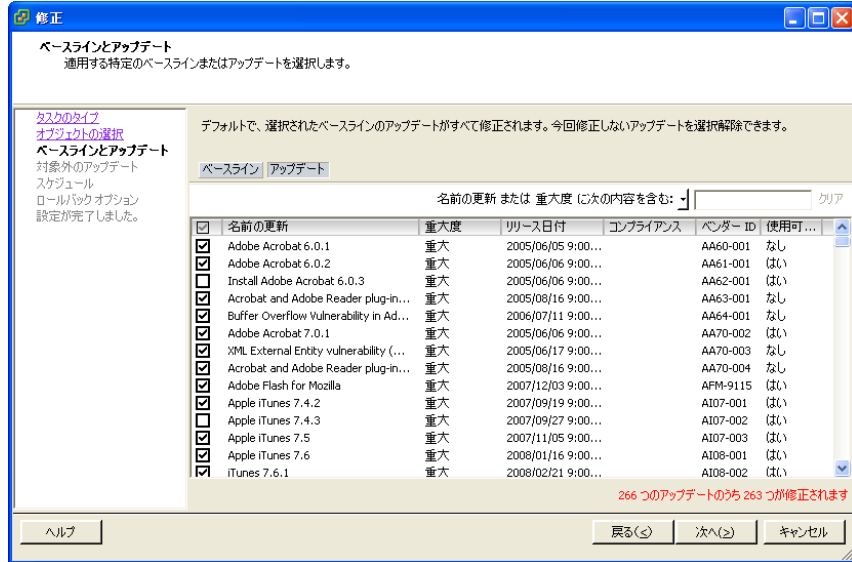 修正
ベースラインとアップデート
適用する特定のベースラインまたはアップデートを選択します。
タスクのタイプ
オブジェクトの選択
ベースラインとアップデート
対象外のアップデート
スケジュール
ロールバック オプション
設定が完了しました。
デフォルトで、選択されたベースラインのアップデートがすべて修正されます。今回修正しないアップデートを選択解除できます。
ベースライン アップデート
名前の更新 または 重大度 に次の内容を含む: クリア
名前の更新 重大度 リリース日付 コンプライアンス ベンダー ID 使用可...
Adobe Acrobat 6.0.1 重大 2005/06/05 9:00... AA60-001 なし
Adobe Acrobat 6.0.2 重大 2005/06/06 9:00... AA61-001 はい
Install Adobe Acrobat 6.0.3 重大 2005/06/06 9:00... AA62-001 はい
Acrobat and Adobe Reader plug-in... 重大 2005/08/16 9:00... AA63-001 なし
Buffer Overflow Vulnerability in Ad... 重大 2006/07/11 9:00... AA64-001 なし
Adobe Acrobat 7.0.1 重大 2005/06/06 9:00... AA70-002 はい
XML External Entity vulnerability (... 重大 2005/06/17 9:00... AA70-003 なし
Acrobat and Adobe Reader plug-in... 重大 2005/08/16 9:00... AA70-004 なし
Adobe Flash for Mozilla 重大 2007/12/03 9:00... AFM-9115 はい
Apple iTunes 7.4.2 重大 2007/09/19 9:00... AI07-001 はい
Apple iTunes 7.4.3 重大 2007/09/27 9:00... AI07-002 はい
Apple iTunes 7.5 重大 2007/11/05 9:00... AI07-003 はい
Apple iTunes 7.6 重大 2008/01/16 9:00... AI08-001 はい
iTunes 7.6.1 重大 2008/02/21 9:00... AI08-002 はい
266 つのアップデートのうち 263 つが修正されます
ヘルプ 戻る(<) 次へ(>) キャンセル